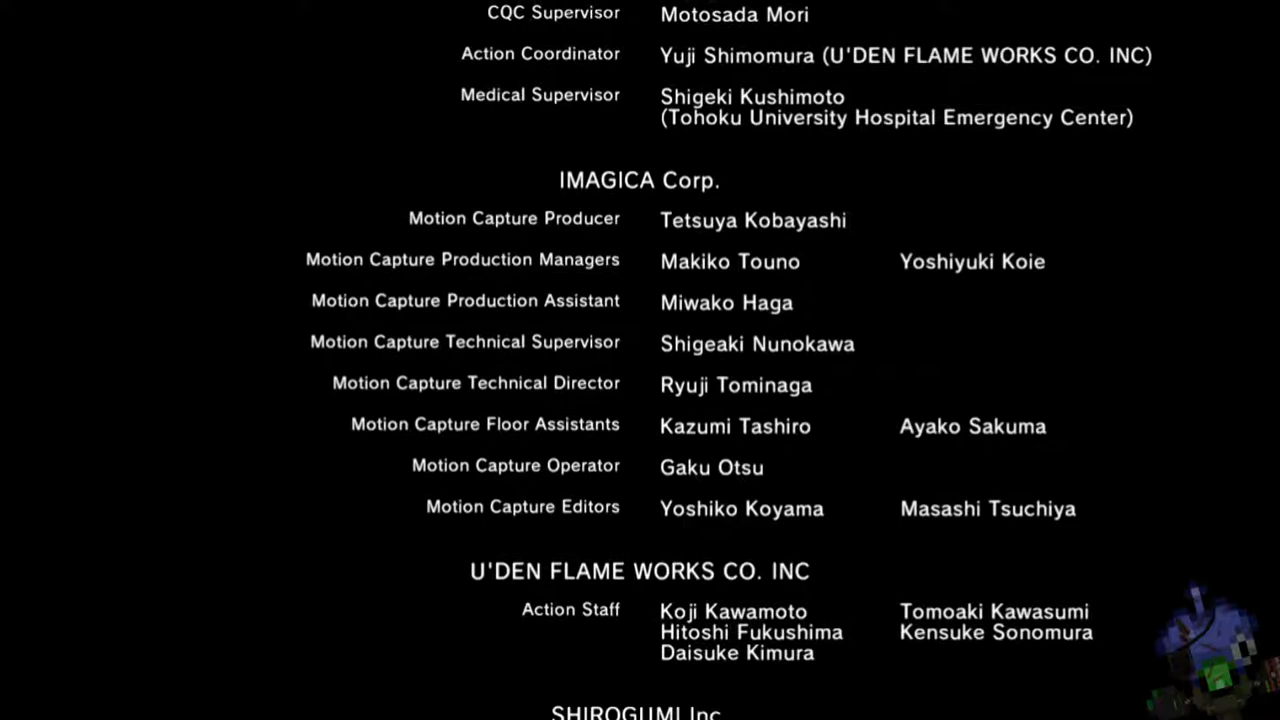 CQC Supervisor Motosada Mori
Action Coordinator Yuji Shimomura (U'DEN FLAME WORKS CO. INC)
Medical Supervisor Shigeki Kushimoto
(Tohoku University Hospital Emergency Center)
IMAGICA Corp.
Motion Capture Producer Tetsuya Kobayashi
Motion Capture Production Managers Makiko Touno Yoshiyuki Koie
Motion Capture Production Assistant Miwako Haga
Motion Capture Technical Supervisor Shigeaki Nunokawa
Motion Capture Technical Director Ryuji Tominaga
Motion Capture Floor Assistants Kazumi Tashiro Ayako Sakuma
Motion Capture Operator Gaku Otsu
Motion Capture Editors Yoshiko Koyama Masashi Tsuchiya
U'DEN FLAME WORKS CO. INC
Action Staff Koji Kawamoto Tomoaki Kawasumi
Hitoshi Fukushima Kensuke Sonomura
Daisuke Kimura
SHIROGUMI Inc